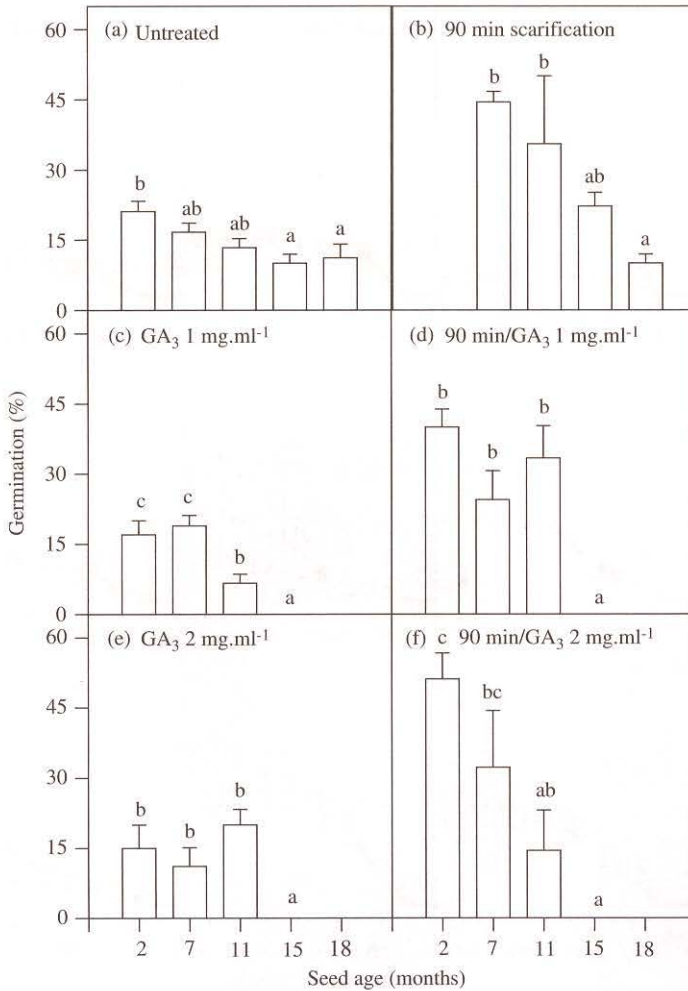 (a) Untreated
(b) 90 min scarification
60
45
30
15
0
b
ab
ab
a
a
b
b
ab
a
(c) GA₃ 1 mg.ml⁻¹
(d) 90 min/GA₃ 1 mg.ml⁻¹
60
45
30
15
0
c
c
b
a
b
b
b
a
(e) GA₃ 2 mg.ml⁻¹
(f) 90 min/GA₃ 2 mg.ml⁻¹
60
45
30
15
0
b
b
b
a
c
bc
ab
a
2 7 11 15 18
2 7 11 15 18
Germination (%)
Seed age (months)